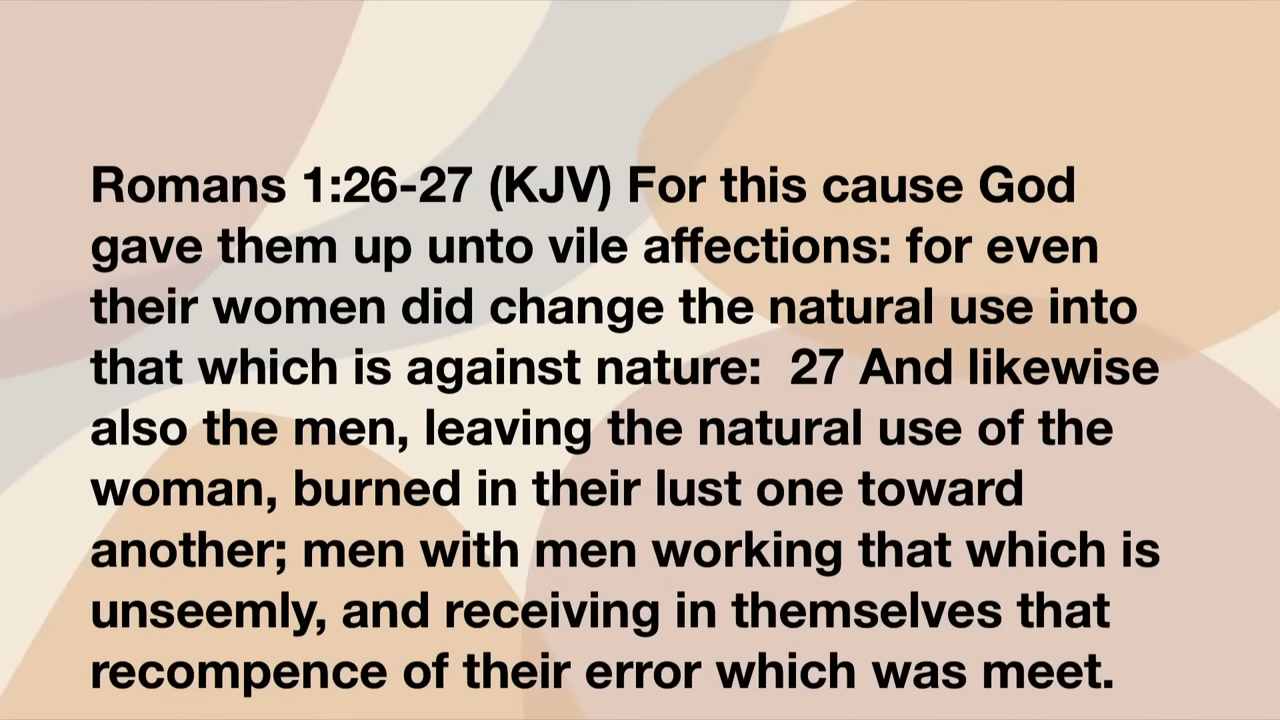 Romans 1:26-27 (KJV) For this cause God
gave them up unto vile affections: for even
their women did change the natural use into
that which is against nature:  27 And likewise
also the men, leaving the natural use of the
woman, burned in their lust one toward
another; men with men working that which is
unseemly, and receiving in themselves that
recompence of their error which was meet.